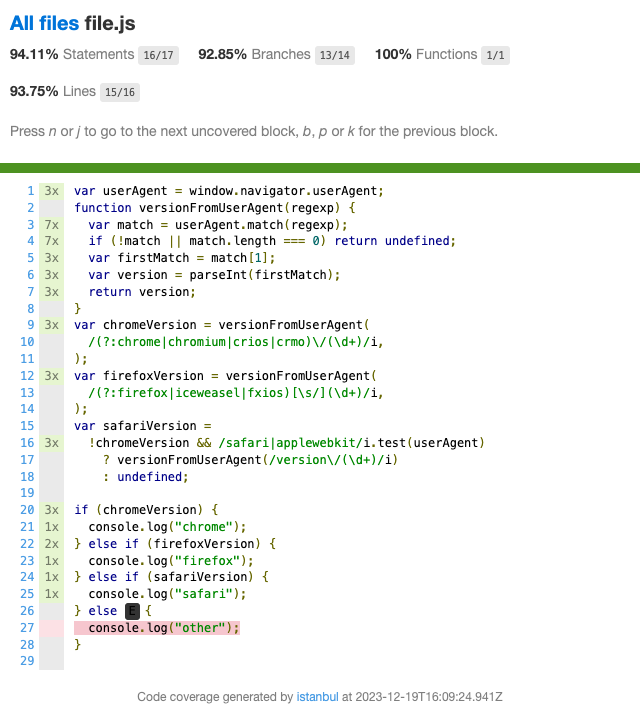 All files file.js
94.11% Statements 16/17 92.85% Branches 13/14 100% Functions 1/1
93.75% Lines 15/16
Press n or j to go to the next uncovered block, b, p or k for the previous block.
1 3x var userAgent = window.navigator.userAgent;
2 function versionFromUserAgent(regexp) {
3 7x   var match = userAgent.match(regexp);
4 7x   if (!match || match.length === 0) return undefined;
5 3x   var firstMatch = match[1];
6 3x   var version = parseInt(firstMatch);
7 3x   return version;
8 }
9 3x var chromeVersion = versionFromUserAgent(
10   /(?:chrome|chromium|crios|crmo)\/(\d+)/i,
11 );
12 3x var firefoxVersion = versionFromUserAgent(
13   /(?:firefox|iceweasel|fxios)[\s/](\d+)/i,
14 );
15 var safariVersion =
16 3x   !chromeVersion && /safari|applewebkit/i.test(userAgent)
17     ? versionFromUserAgent(/version\/(\d+)/i)
18     : undefined;
19
20 3x if (chromeVersion) {
21 1x   console.log("chrome");
22 2x } else if (firefoxVersion) {
23 1x   console.log("firefox");
24 1x } else if (safariVersion) {
25 1x   console.log("safari");
26 } else E {
27   console.log("other");
28 }
29
Code coverage generated by istanbul at 2023-12-19T16:09:24.941Z